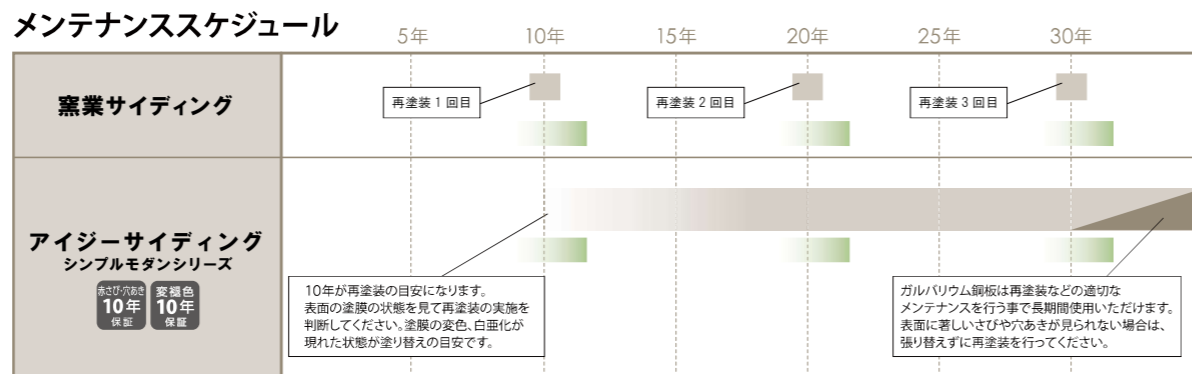 メンテナンススケジュール
5年
10年
15年
20年
25年
30年
窯業サイディング
再塗装1回目
再塗装2回目
再塗装3回目
アイジーサイディング
シンプルモダンシリーズ
赤さび・穴あき
10年
保証
変褪色
10年
保証
10年が再塗装の目安になります。
表面の塗膜の状態を見て再塗装の実施を
判断してください。塗膜の変色、白亜化が
現れた状態が塗り替えの目安です。
ガルバリウム鋼板は再塗装などの適切な
メンテナンスを行う事で長期間使用いただけます。
表面に著しいさびや穴あきが見られない場合は、
張り替えずに再塗装を行ってください。